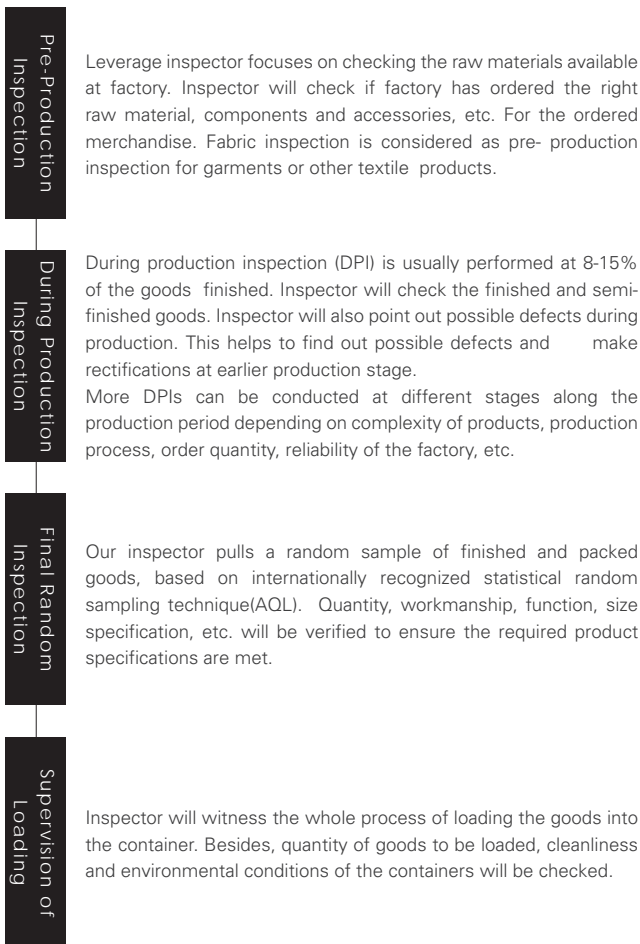 Pre-Production
Inspection
Leverage inspector focuses on checking the raw materials available
at factory. Inspector will check if factory has ordered the right
raw material, components and accessories, etc. For the ordered
merchandise. Fabric inspection is considered as pre- production
inspection for garments or other textile products.
During Production
Inspection
During production inspection (DPI) is usually performed at 8-15%
of the goods finished. Inspector will check the finished and semi-
finished goods. Inspector will also point out possible defects during
production. This helps to find out possible defects and make
rectifications at earlier production stage.
More DPIs can be conducted at different stages along the
production period depending on complexity of products, production
process, order quantity, reliability of the factory, etc.
Final Random
Inspection
Our inspector pulls a random sample of finished and packed
goods, based on internationally recognized statistical random
sampling technique(AQL). Quantity, workmanship, function, size
specification, etc. will be verified to ensure the required product
specifications are met.
Supervision of
Loading
Inspector will witness the whole process of loading the goods into
the container. Besides, quantity of goods to be loaded, cleanliness
and environmental conditions of the containers will be checked.